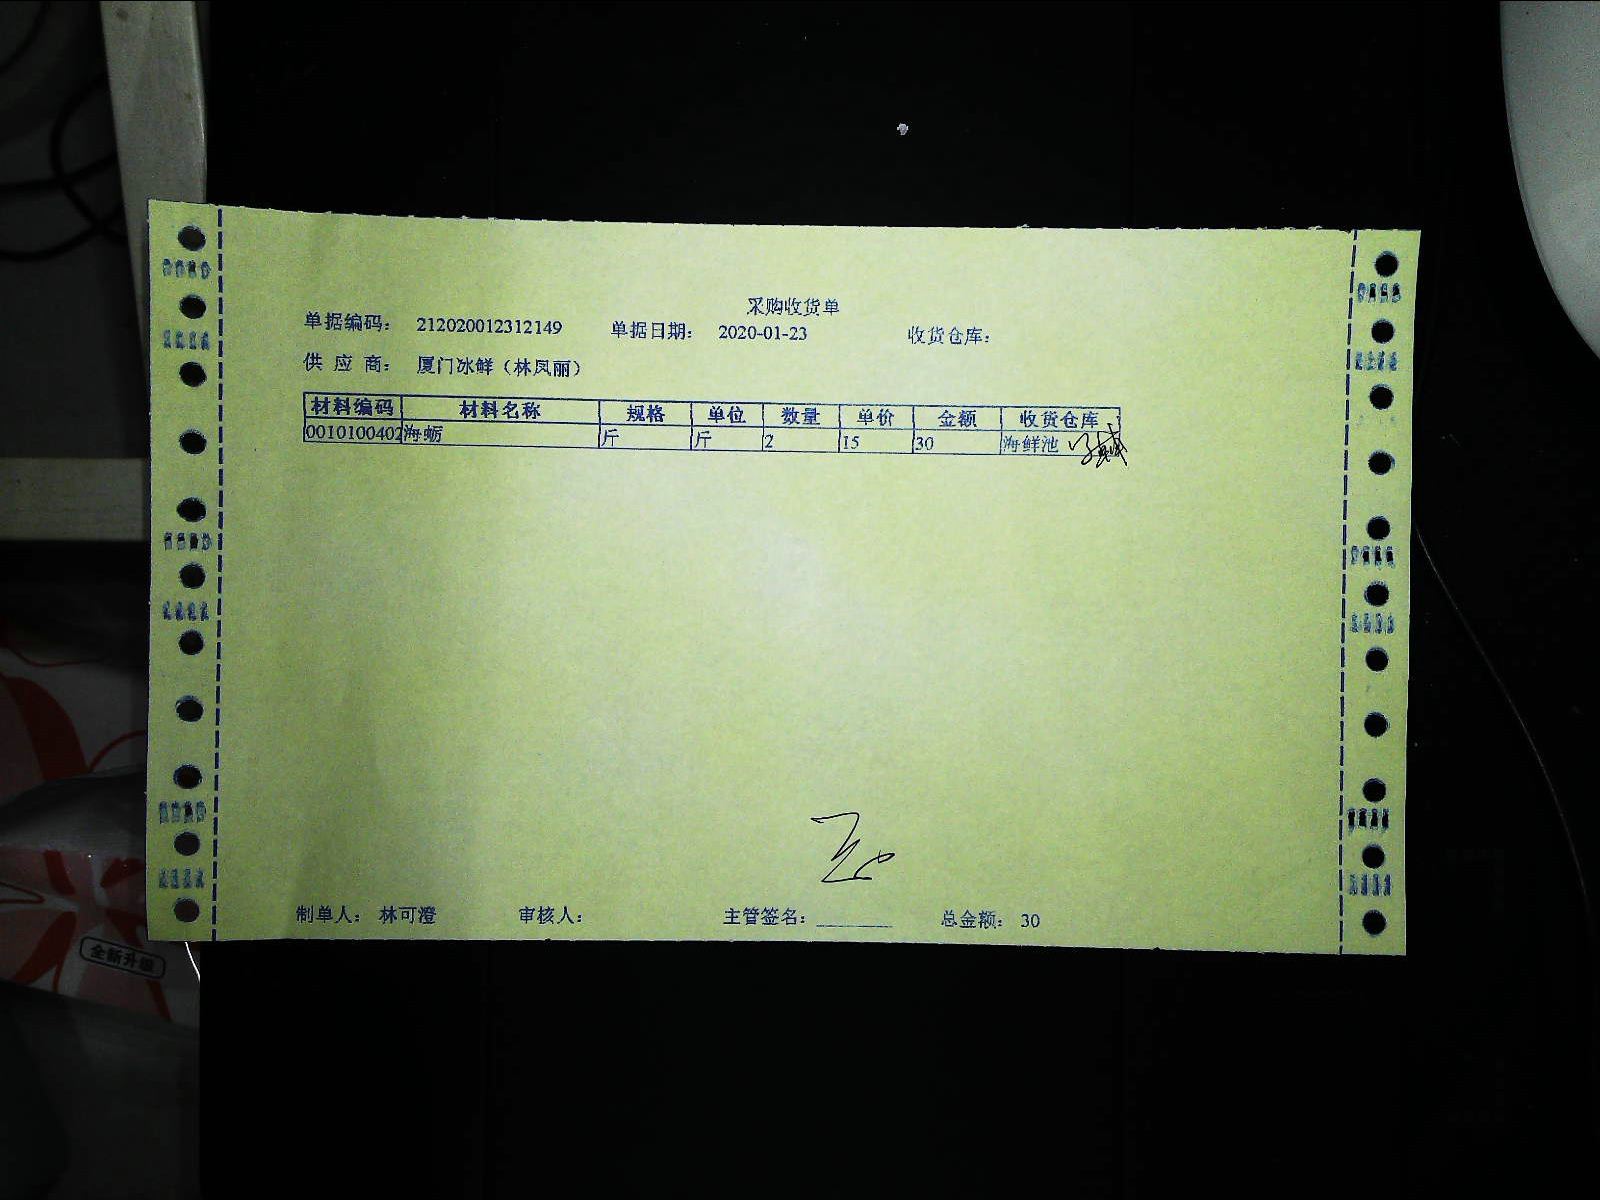 采购收货单
单据编码： 212020012312149 单据日期： 2020-01-23 收货仓库：
供 应 商： 厦门冰鲜（林凤丽）
材料编码 材料名称 规格 单位 数量 单价 金额 收货仓库
0010100402 海蛎 斤 斤 2 15 30 海鲜池
制单人： 林可澄 审核人： 主管签名： 总金额： 30
全新升级